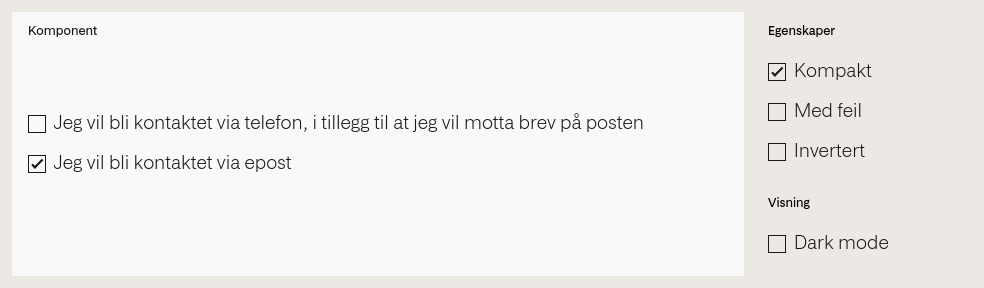 Komponent
Jeg vil bli kontaktet via telefon, i tillegg til at jeg vil motta brev på posten
Jeg vil bli kontaktet via epost
Egenskaper
Kompakt
Med feil
Invertert
Visning
Dark mode